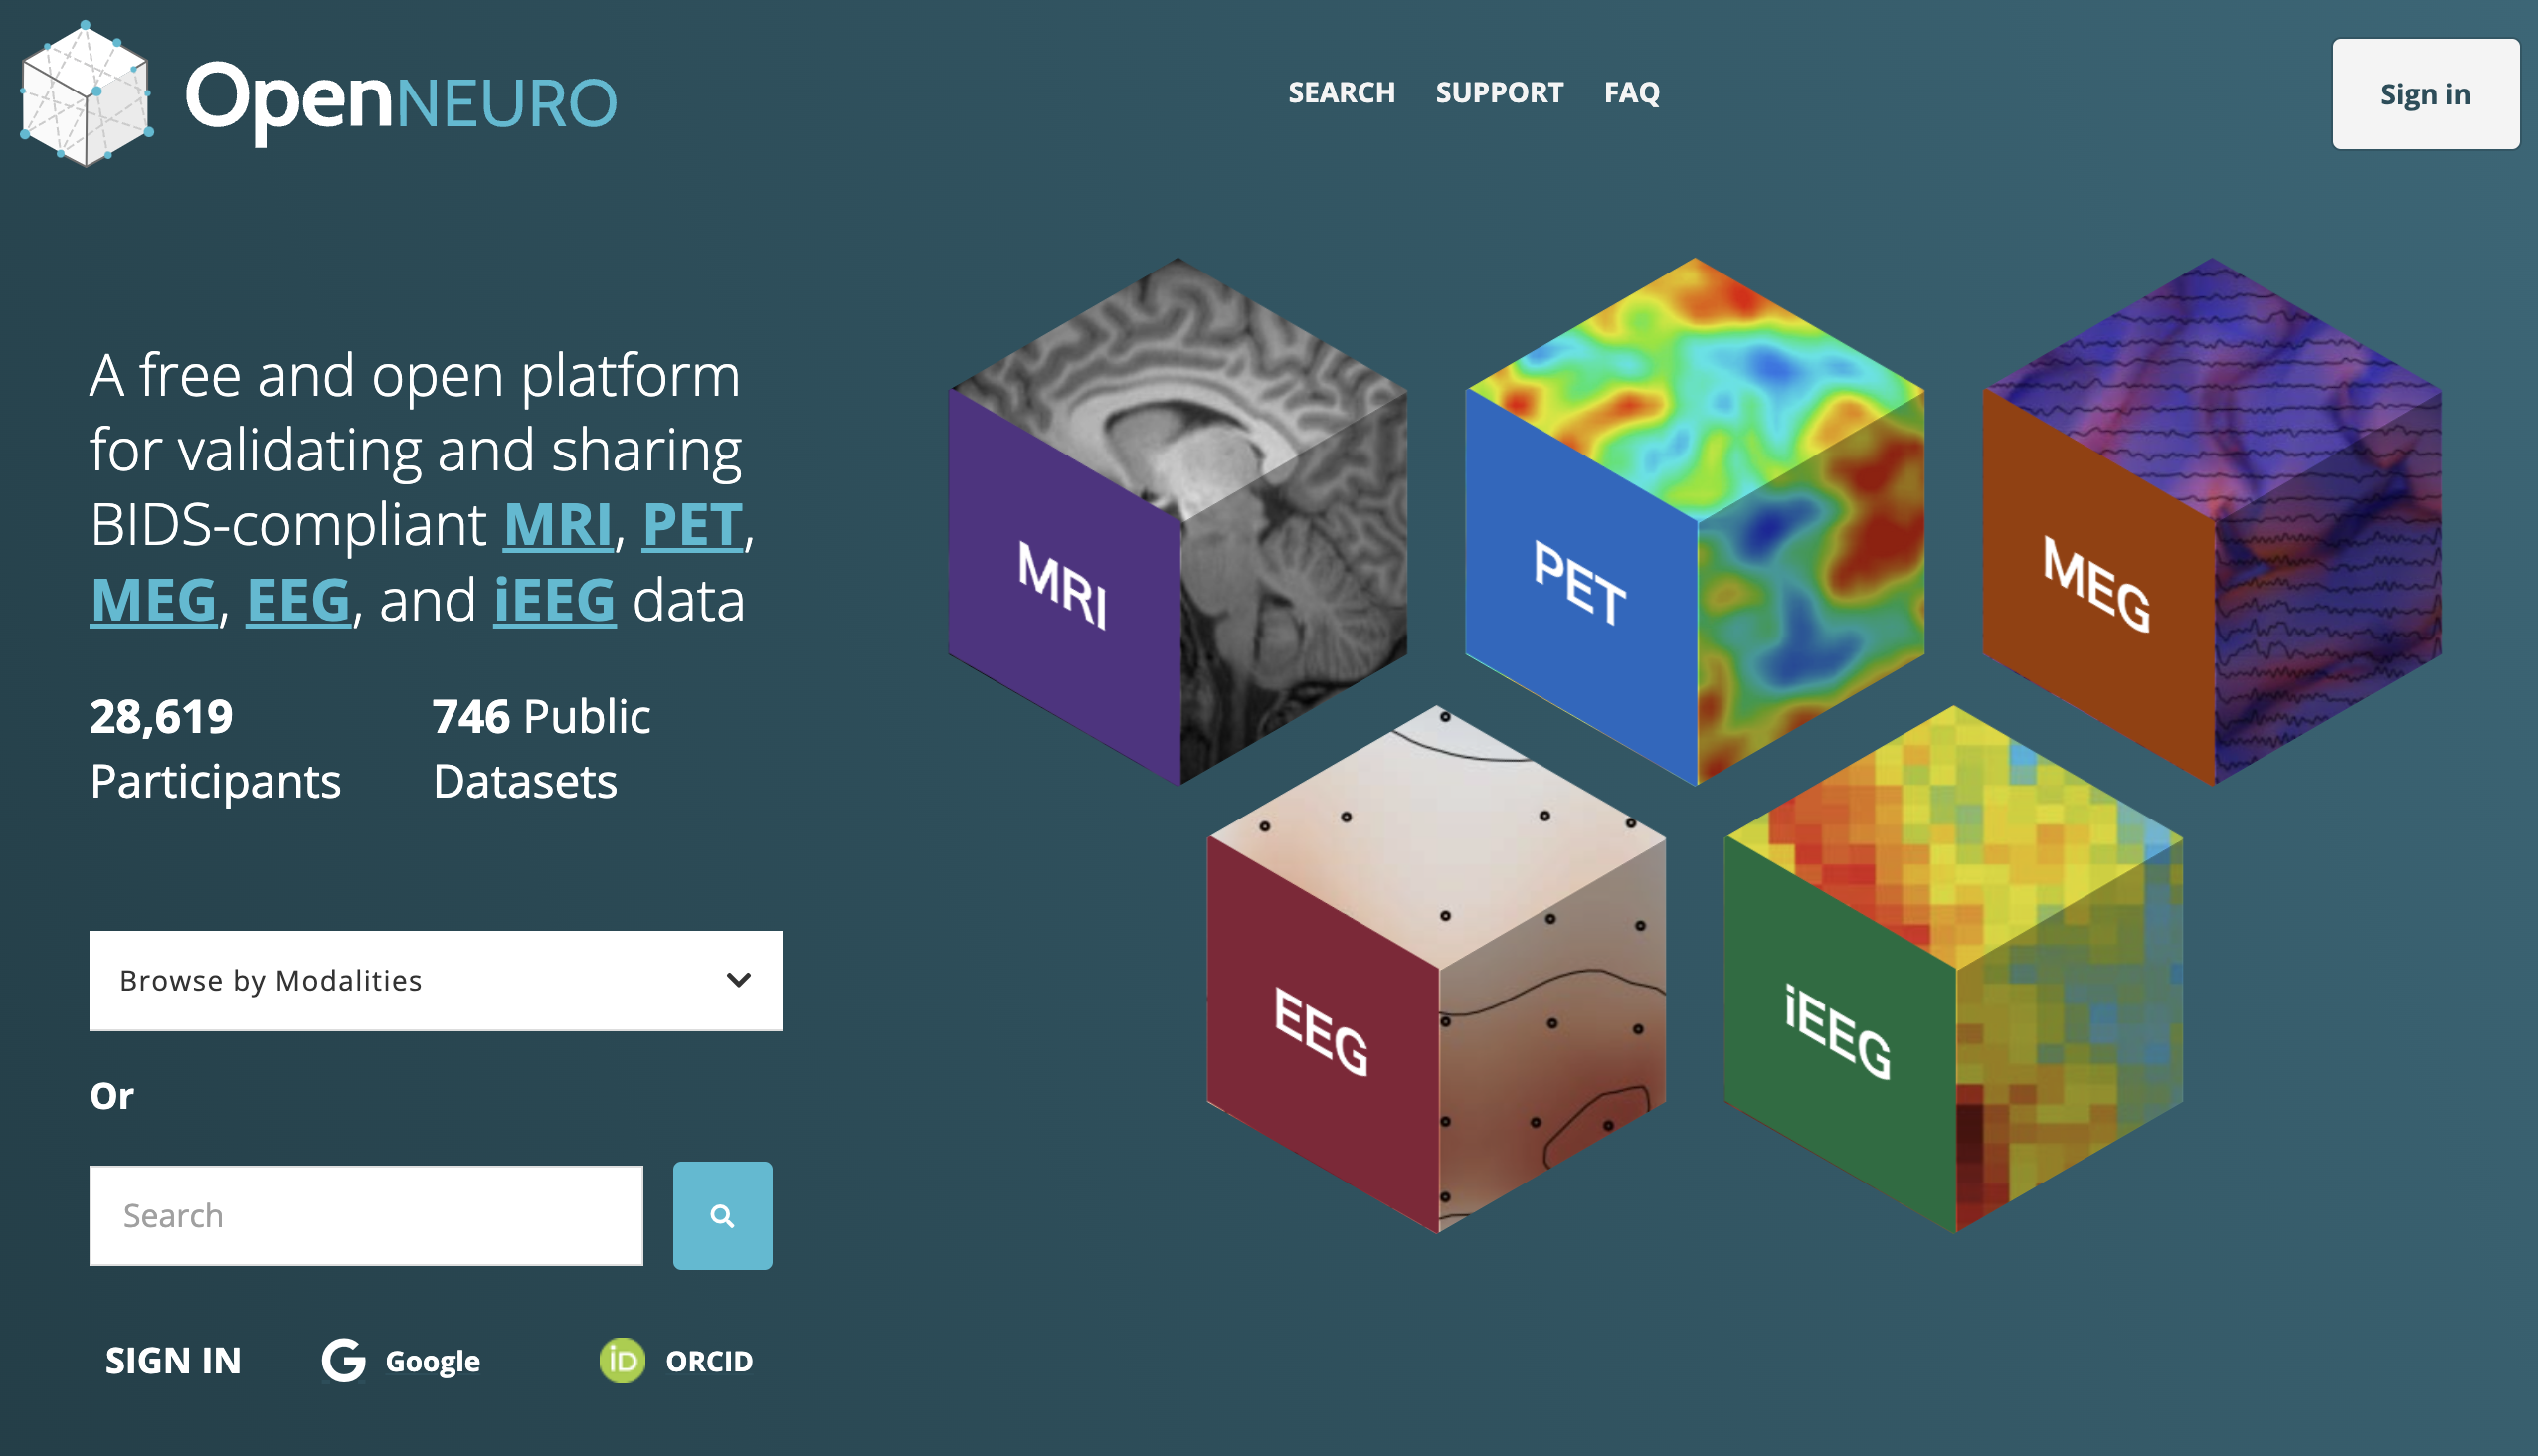 OpenNEURO
SEARCH SUPPORT FAQ
Sign in
A free and open platform
for validating and sharing
BIDS-compliant MRI, PET,
MEG, EEG, and iEEG data
28,619
Participants
746 Public
Datasets
Browse by Modalities
Or
Search
SIGN IN
G Google
iD ORCID
MRI
PET
MEG
EEG
iEEG